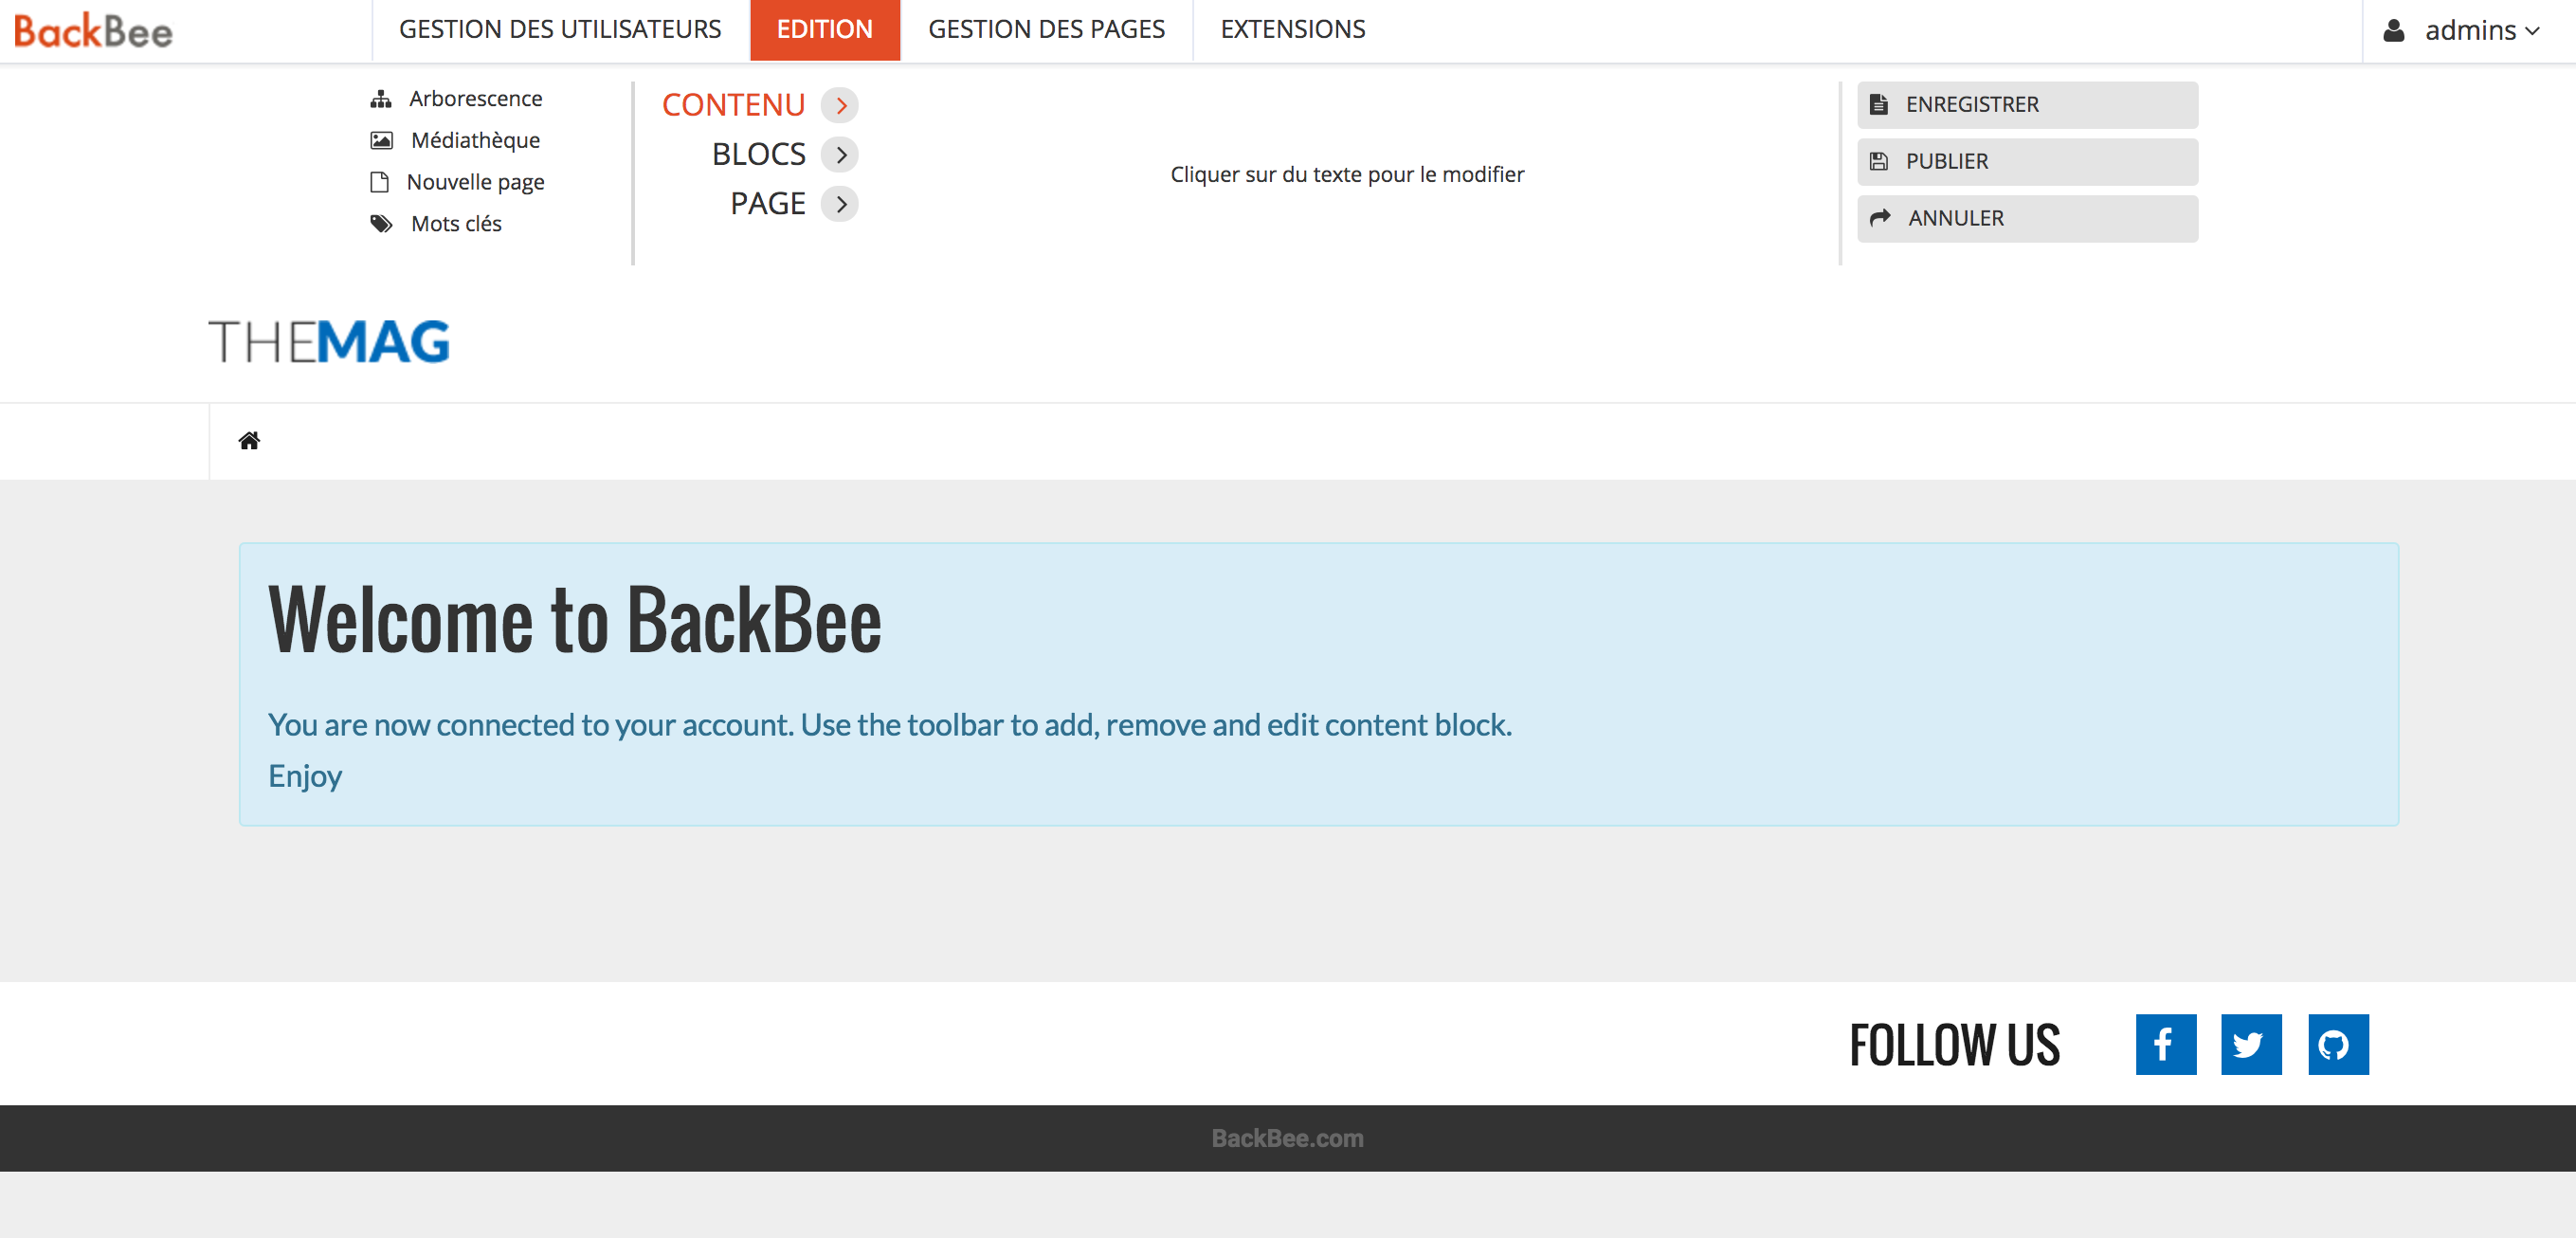 BackBee
GESTION DES UTILISATEURS
EDITION
GESTION DES PAGES
EXTENSIONS
admins
Arborescence
Médiathèque
Nouvelle page
Mots clés
CONTENU
BLOCS
PAGE
Cliquer sur du texte pour le modifier
ENREGISTRER
PUBLIER
ANNULER
THEMAG
Welcome to BackBee
You are now connected to your account. Use the toolbar to add, remove and edit content block.
Enjoy
FOLLOW US
BackBee.com